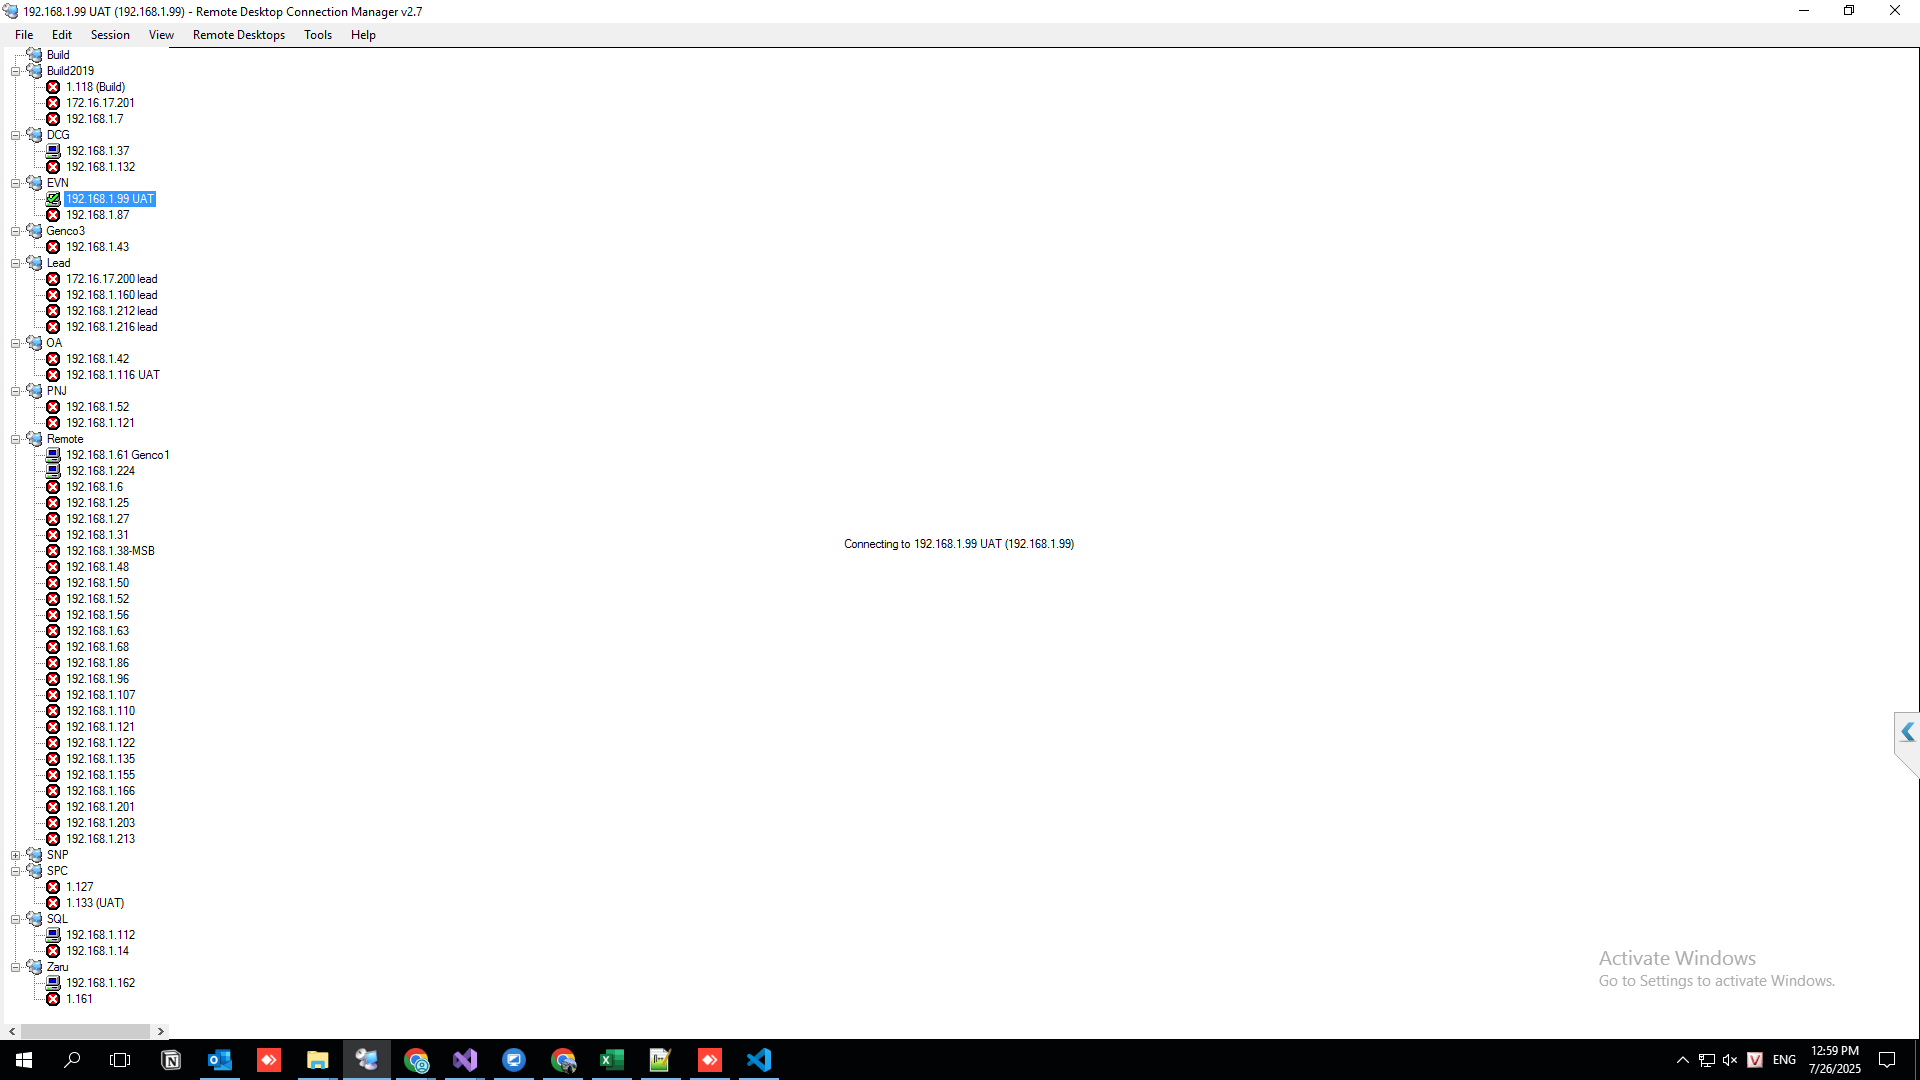 192.168.1.99 UAT (192.168.1.99) - Remote Desktop Connection Manager v2.7
File Edit Session View Remote Desktops Tools Help
Build
Build2019
1.118 (Build)
172.16.17.201
192.168.1.7
DCG
192.168.1.37
192.168.1.132
EVN
192.168.1.99 UAT
192.168.1.87
Genco3
192.168.1.43
Lead
172.16.17.200 lead
192.168.1.160 lead
192.168.1.212 lead
192.168.1.216 lead
OA
192.168.1.42
192.168.1.116 UAT
PNJ
192.168.1.52
192.168.1.121
Remote
192.168.1.61 Genco1
192.168.1.224
192.168.1.6
192.168.1.25
192.168.1.27
192.168.1.31
192.168.1.38-MSB
192.168.1.48
192.168.1.50
192.168.1.52
192.168.1.56
192.168.1.63
192.168.1.68
192.168.1.86
192.168.1.96
192.168.1.107
192.168.1.110
192.168.1.121
192.168.1.122
192.168.1.135
192.168.1.155
192.168.1.166
192.168.1.201
192.168.1.203
192.168.1.213
SNP
SPC
1.127
1.133 (UAT)
SQL
192.168.1.112
192.168.1.14
Zaru
192.168.1.162
1.161
Connecting to 192.168.1.99 UAT (192.168.1.99)
Activate Windows
Go to Settings to activate Windows.
ENG
12:59 PM
7/26/2025